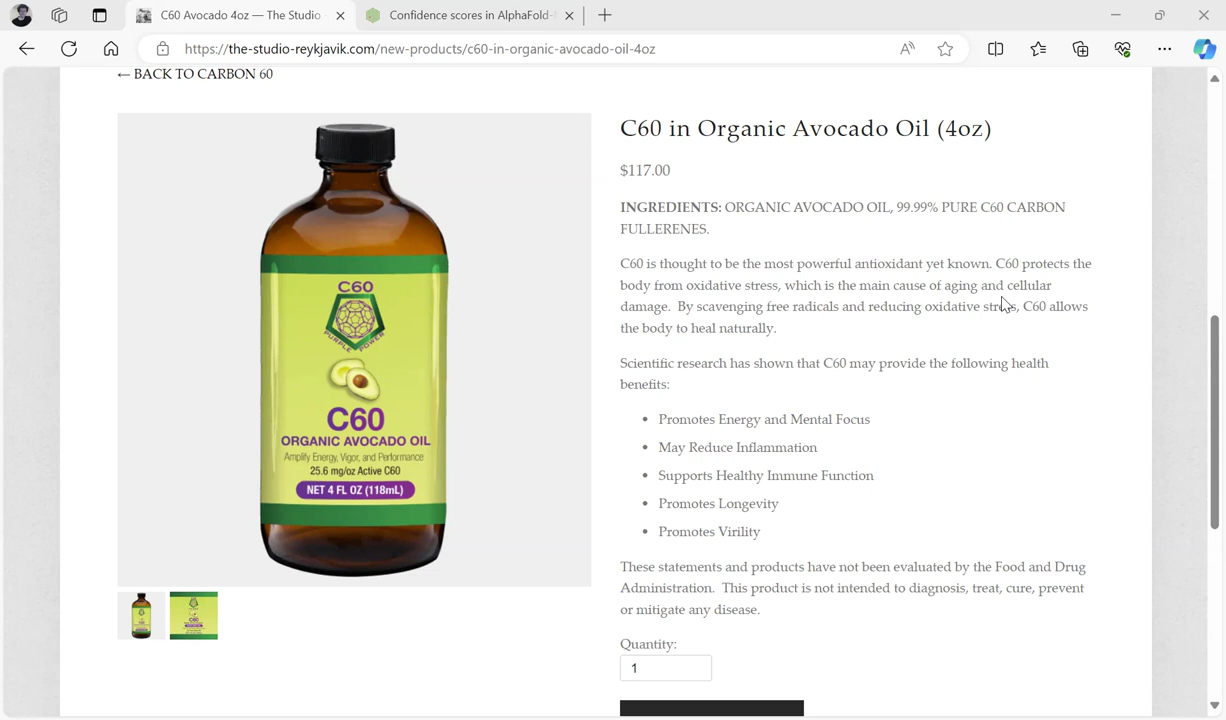 C60 Avocado 4oz — The Studio
Confidence scores in AlphaFold-
https://the-studio-reykjavik.com/new-products/c60-in-organic-avocado-oil-4oz
← BACK TO CARBON 60
C60
PURPLE POWER
C60
ORGANIC AVOCADO OIL
Amplify Energy, Vigor, and Performance
25.6 mg/oz Active C60
NET 4 FL OZ (118mL)
C60 in Organic Avocado Oil (4oz)
$117.00
INGREDIENTS: ORGANIC AVOCADO OIL, 99.99% PURE C60 CARBON
FULLERENES.
C60 is thought to be the most powerful antioxidant yet known. C60 protects the
body from oxidative stress, which is the main cause of aging and cellular
damage. By scavenging free radicals and reducing oxidative stress, C60 allows
the body to heal naturally.
Scientific research has shown that C60 may provide the following health
benefits:
• Promotes Energy and Mental Focus
• May Reduce Inflammation
• Supports Healthy Immune Function
• Promotes Longevity
• Promotes Virility
These statements and products have not been evaluated by the Food and Drug
Administration. This product is not intended to diagnosis, treat, cure, prevent
or mitigate any disease.
Quantity:
1